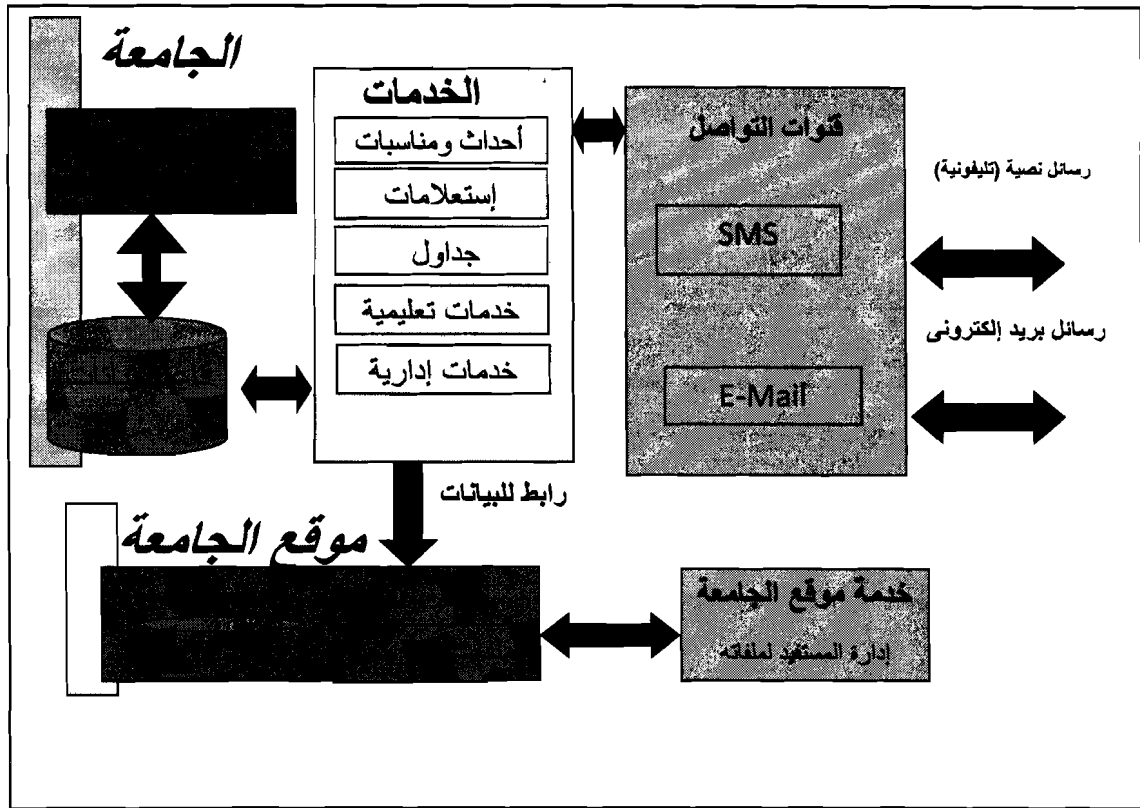 الجامعة
الخدمات
أحداث ومناسبات
إستعلامات
جداول
خدمات تعليمية
خدمات إدارية
قنوات التواصل
SMS
E-Mail
رسائل نصية (تليفونية)
رسائل بريد إلكترونى
رابط للبيانات
موقع الجامعة
خدمة موقع الجامعة
إدارة المستفيد لملفاته